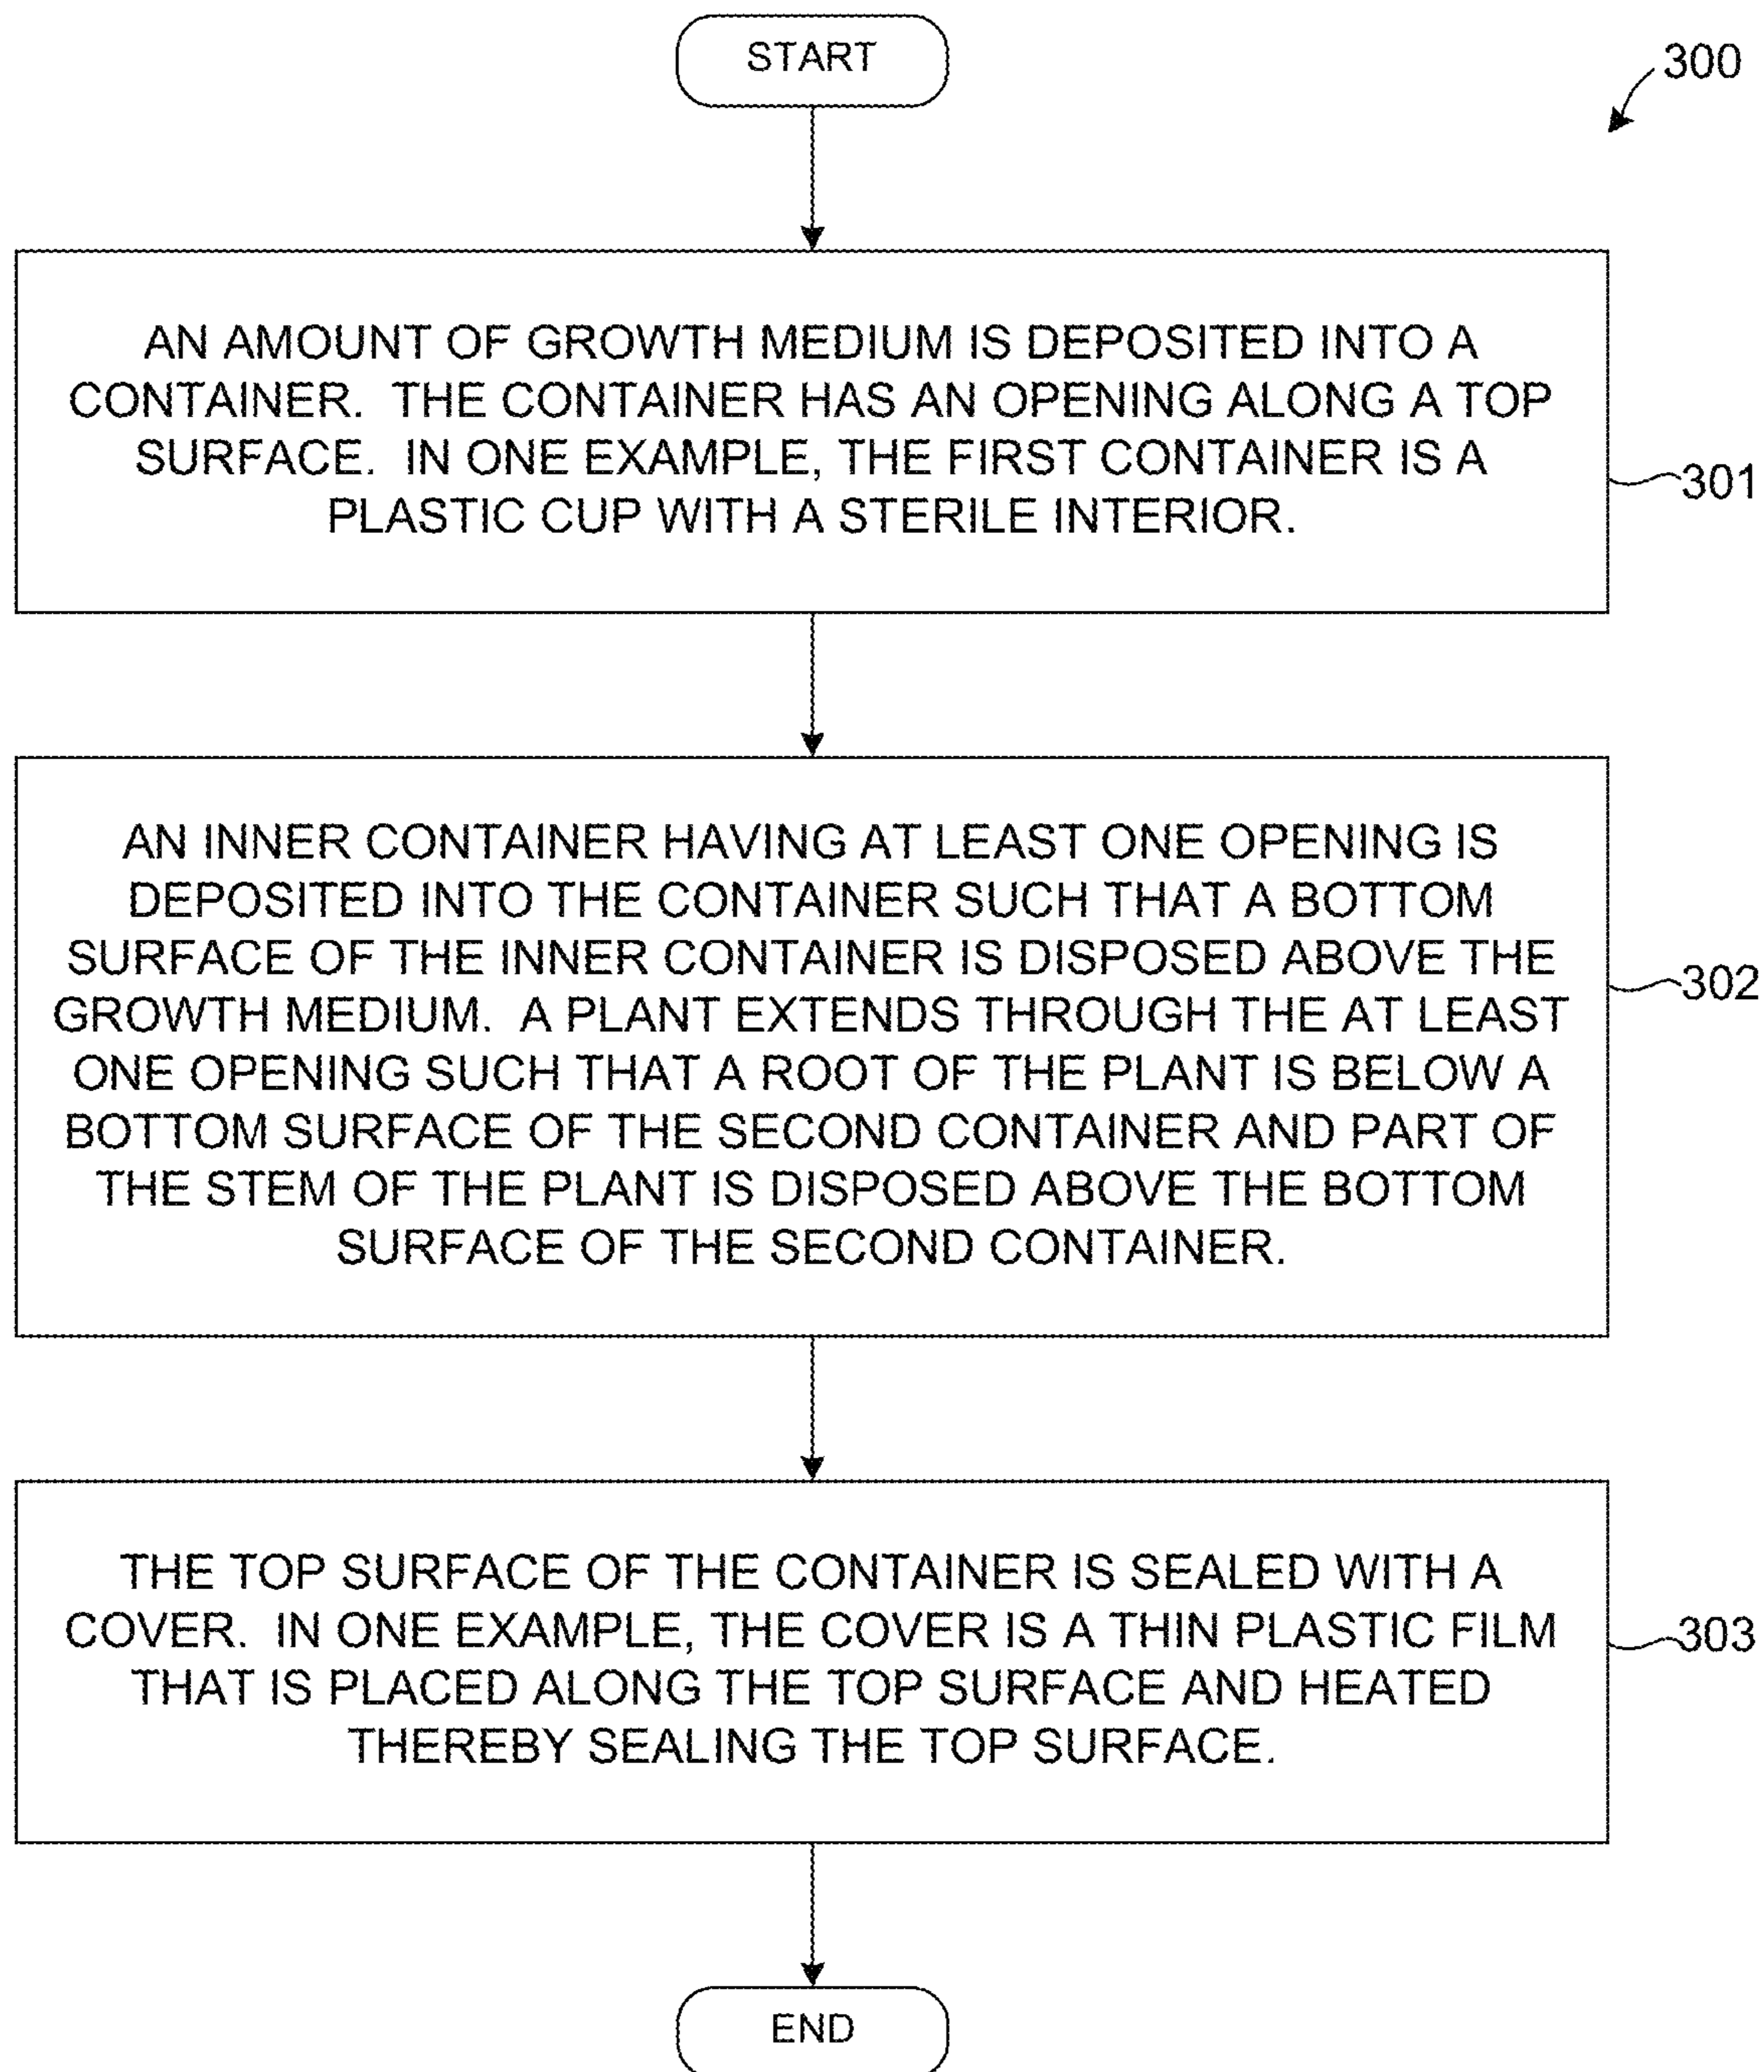 START
300
AN AMOUNT OF GROWTH MEDIUM IS DEPOSITED INTO A
CONTAINER. THE CONTAINER HAS AN OPENING ALONG A TOP
SURFACE. IN ONE EXAMPLE, THE FIRST CONTAINER IS A
PLASTIC CUP WITH A STERILE INTERIOR.
301
AN INNER CONTAINER HAVING AT LEAST ONE OPENING IS
DEPOSITED INTO THE CONTAINER SUCH THAT A BOTTOM
SURFACE OF THE INNER CONTAINER IS DISPOSED ABOVE THE
GROWTH MEDIUM. A PLANT EXTENDS THROUGH THE AT LEAST
ONE OPENING SUCH THAT A ROOT OF THE PLANT IS BELOW A
BOTTOM SURFACE OF THE SECOND CONTAINER AND PART OF
THE STEM OF THE PLANT IS DISPOSED ABOVE THE BOTTOM
SURFACE OF THE SECOND CONTAINER.
302
THE TOP SURFACE OF THE CONTAINER IS SEALED WITH A
COVER. IN ONE EXAMPLE, THE COVER IS A THIN PLASTIC FILM
THAT IS PLACED ALONG THE TOP SURFACE AND HEATED
THEREBY SEALING THE TOP SURFACE.
303
END